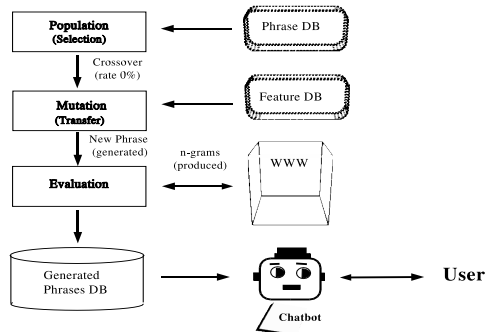 Population
(Selection)
Phrase DB
Crossover
(rate 0%)
Mutation
(Transfer)
Feature DB
New Phrase
(generated)
n-grams
(produced)
WWW
Evaluation
Generated
Phrases DB
Chatbot
User